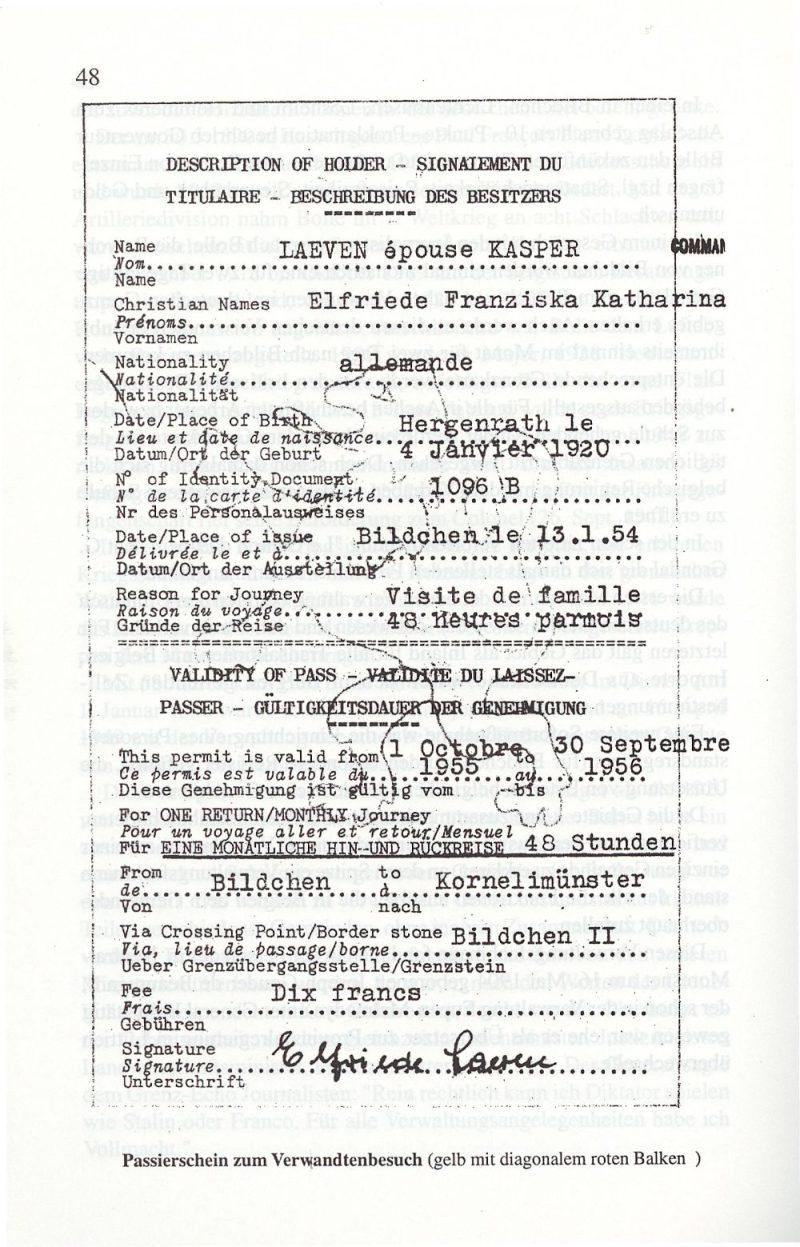 48
DESCRIPTION OF HOLDER - SIGNALEMENT DU
TITULAIRE - BESCHREIBUNG DES BESITZERS
Name
LAEVEN épouse KASPER
COMMAN
Nom
Name
Christian Names Elfriede Franziska Katharina
Prénoms
Vornamen
Nationality allemande
Nationalité
Nationalität
Date/Place of Birth Hergenrath le
Lieu et date de naissance.. 4 Janvier 1920
Datum/Ort der Geburt
No of Identity Document 1096 B
N° de la carte d'identité
Nr des Personalausweises
Date/Place of issue Bildchen le 13.1.54
Délivrée le et à
Datum/Ort der Ausstellung
Reason for Journey Visite de famille
Raison du voyage... 48 Heures parmois
Gründe der Reise
VALIDITY OF PASS - VALIDITE DU LAISSEZ-
PASSER - GÜLTIGKEITSDAUER DER GENEHMIGUNG
This permit is valid from 1 Octobre 30 Septembre
Ce permis est valable du 1955 au 1956
Diese Genehmigung ist gültig vom bis
For ONE RETURN/MONTHLY Journey
Pour un voyage aller et retour/Mensuel
Für EINE MONATLICHE HIN-UND RÜCKREISE 48 Stunden
From Bildchen to Kornelimünster
de à
Von nach
Via Crossing Point/Border stone Bildchen II
Via, lieu de passage/borne
Ueber Grenzübergangsstelle/Grenzstein
Fee Dix francs
Frais
Gebühren
Signature
Signature Elfriede Laeven
Unterschrift
Passierschein zum Verwandtenbesuch (gelb mit diagonalem roten Balken )